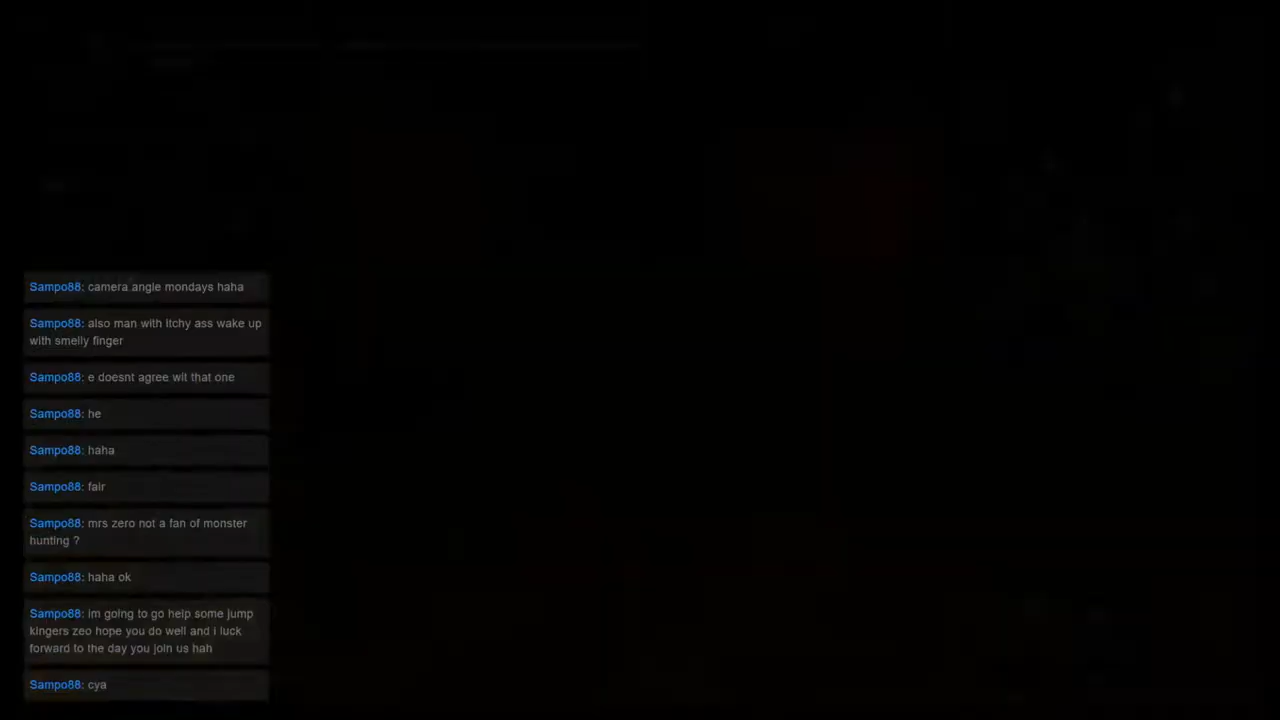 Sampo88: camera angle mondays haha
Sampo88: also man with itchy ass wake up
with smelly finger
Sampo88: e doesnt agree wit that one
Sampo88: he
Sampo88: haha
Sampo88: fair
Sampo88: mrs zero not a fan of monster
hunting ?
Sampo88: haha ok
Sampo88: im going to go help some jump
kingers zeo hope you do well and i luck
forward to the day you join us hah
Sampo88: cya